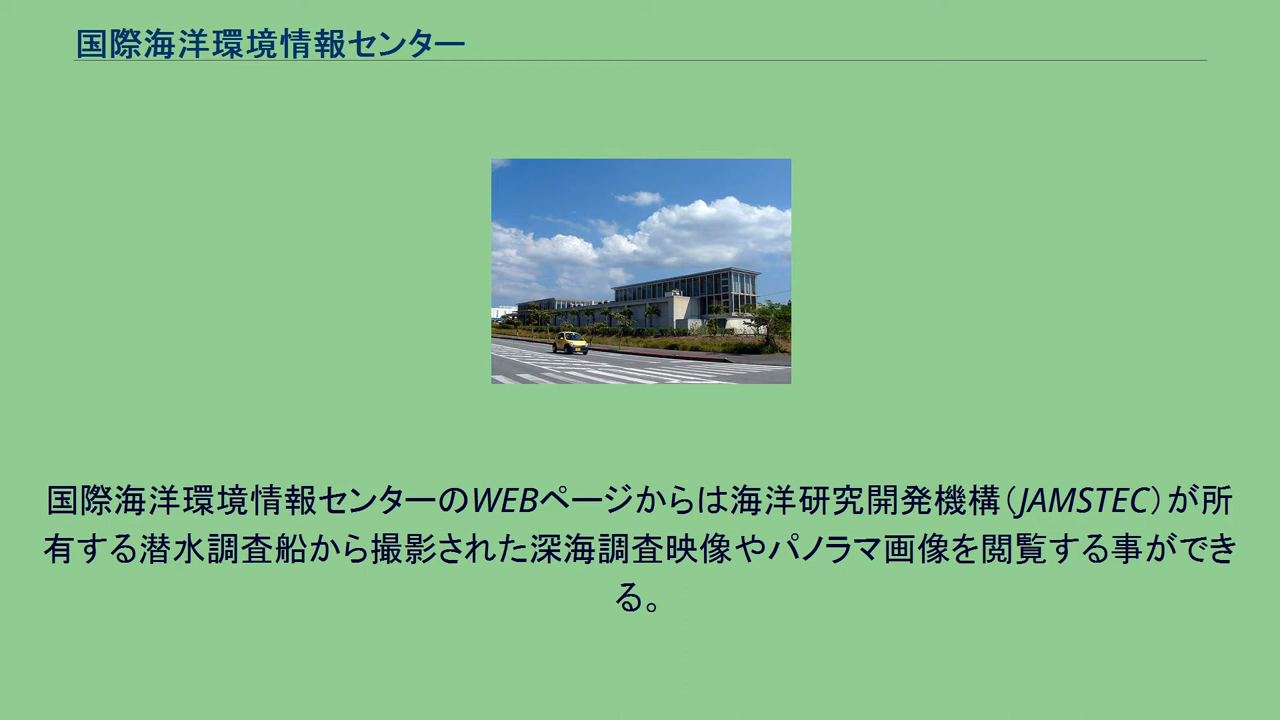 国際海洋環境情報センター
国際海洋環境情報センターのWEBページからは海洋研究開発機構（JAMSTEC）が所
有する潜水調査船から撮影された深海調査映像やパノラマ画像を閲覧する事ができ
る。